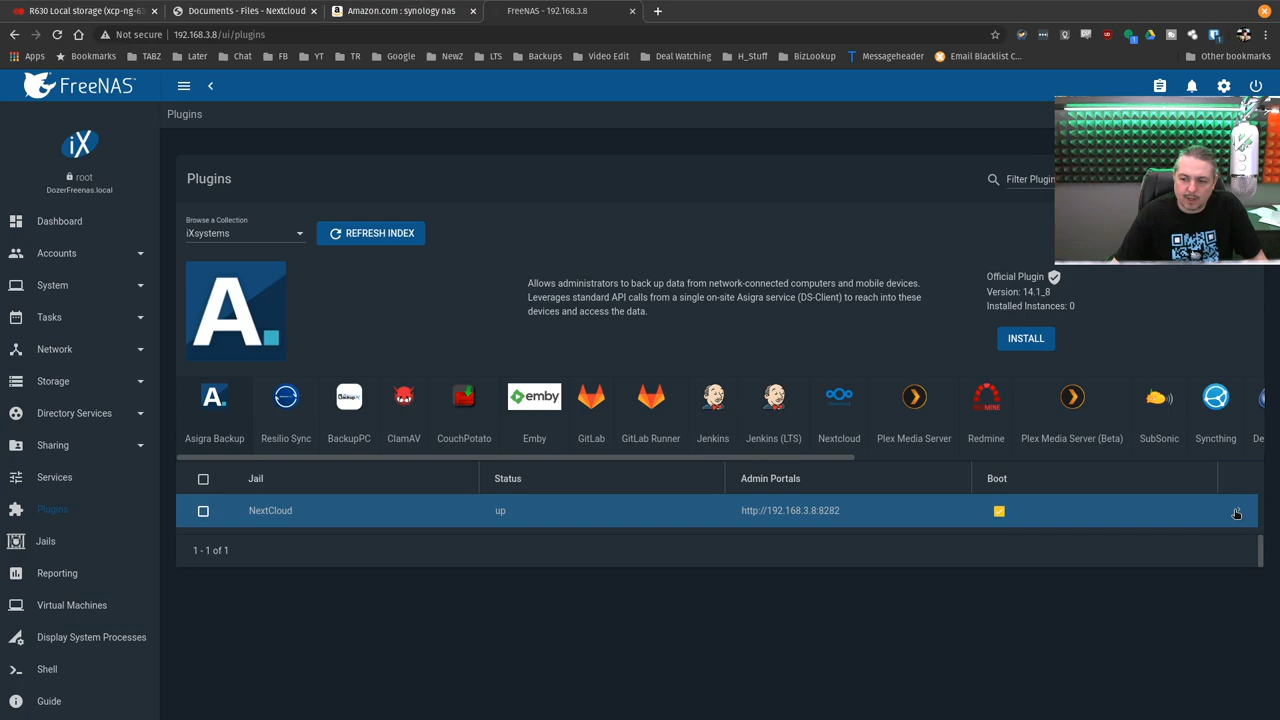 R630 Local storage (xcp-ng-63
Documents - Files - Nextcloud
Amazon.com : synology nas
FreeNAS - 192.168.3.8
Not secure
192.168.3.8/ui/plugins
Apps
Bookmarks
TABZ
Later
Chat
FB
YT
TR
Google
NewZ
LTS
Backups
Video Edit
Deal Watching
H_Stuff
BizLookup
Messageheader
Email Blacklist C...
Other bookmarks
FreeNAS
iX
root
DozerFreenas.local
Dashboard
Accounts
System
Tasks
Network
Storage
Directory Services
Sharing
Services
Plugins
Jails
Reporting
Virtual Machines
Display System Processes
Shell
Guide
Plugins
Plugins
Filter Plugin
Browse a Collection
iXsystems
REFRESH INDEX
A.
Allows administrators to back up data from network-connected computers and mobile devices.
Leverages standard API calls from a single on-site Asigra service (DS-Client) to reach into these
devices and access the data.
Official Plugin
Version: 14.1_8
Installed Instances: 0
INSTALL
Asigra Backup
Resilio Sync
BackupPC
ClamAV
CouchPotato
emby
Emby
GitLab
GitLab Runner
Jenkins
Jenkins (LTS)
Nextcloud
Plex Media Server
Redmine
Plex Media Server (Beta)
SubSonic
Syncthing
De
Jail
Status
Admin Portals
Boot
NextCloud
up
http://192.168.3.8:8282
1 - 1 of 1